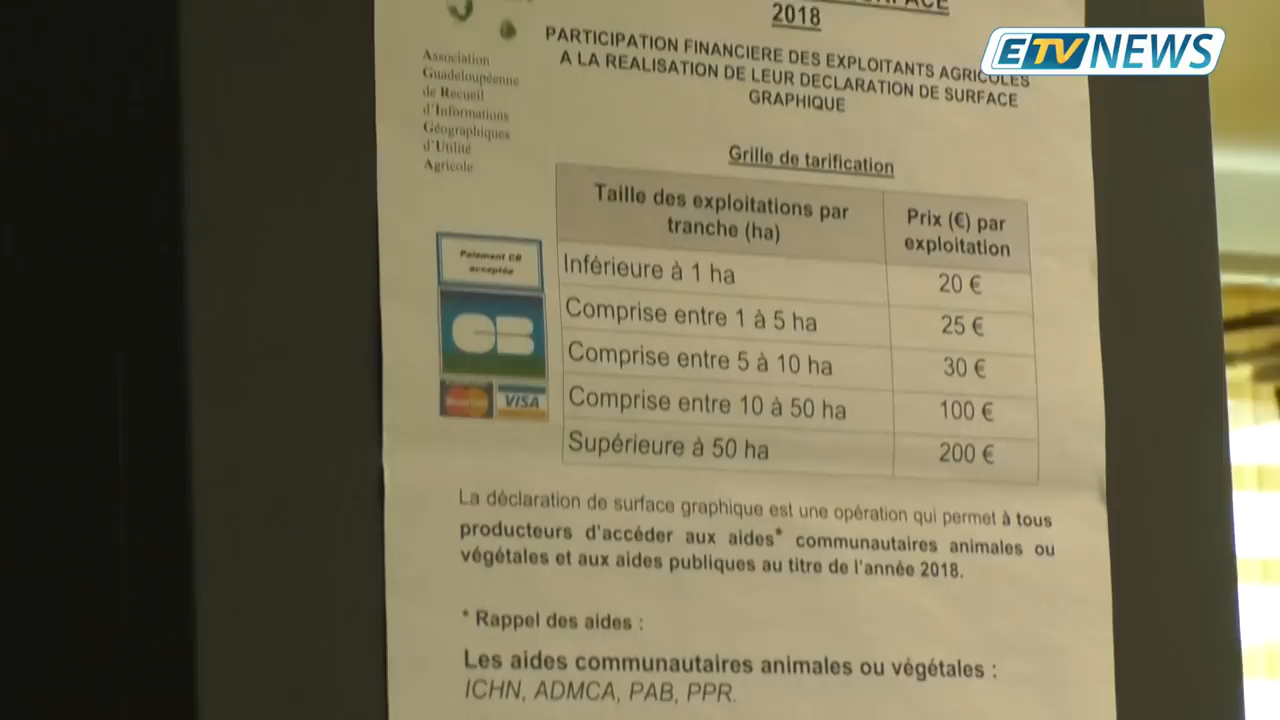 2018
ETVNEWS
PARTICIPATION FINANCIERE DES EXPLOITANTS AGRICOLES
A LA REALISATION DE LEUR DECLARATION DE SURFACE
GRAPHIQUE
Association
Guadeloupéenne
de Recueil
d'Informations
Géographiques
d'Utilité
Agricole
Grille de tarification
Taille des exploitations par
tranche (ha)
Prix (€) par
exploitation
Inférieure à 1 ha
20 €
Comprise entre 1 à 5 ha
25 €
Comprise entre 5 à 10 ha
30 €
Comprise entre 10 à 50 ha
100 €
Supérieure à 50 ha
200 €
Paiement CB
acceptée
CB
MasterCard
VISA
La déclaration de surface graphique est une opération qui permet à tous
producteurs d'accéder aux aides* communautaires animales ou
végétales et aux aides publiques au titre de l'année 2018.
* Rappel des aides :
Les aides communautaires animales ou végétales :
ICHN, ADMCA, PAB, PPR.